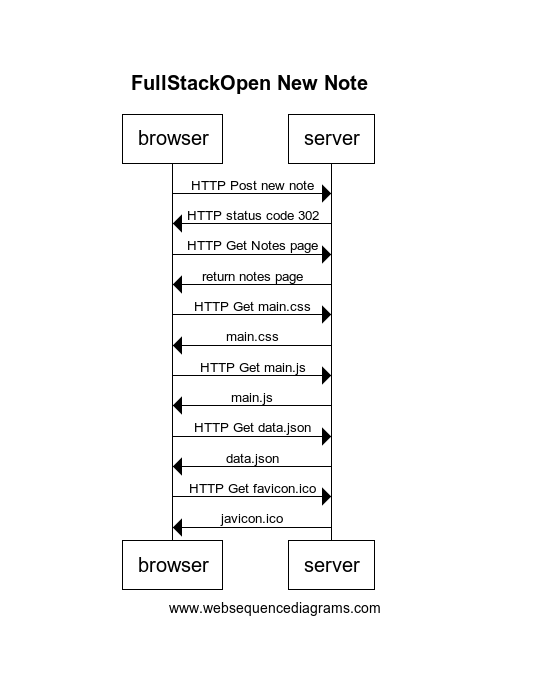 FullStackOpen New Note
browser server
HTTP Post new note
HTTP status code 302
HTTP Get Notes page
return notes page
HTTP Get main.css
main.css
HTTP Get main.js
main.js
HTTP Get data.json
data.json
HTTP Get favicon.ico
javicon.ico
browser server
www.websequencediagrams.com